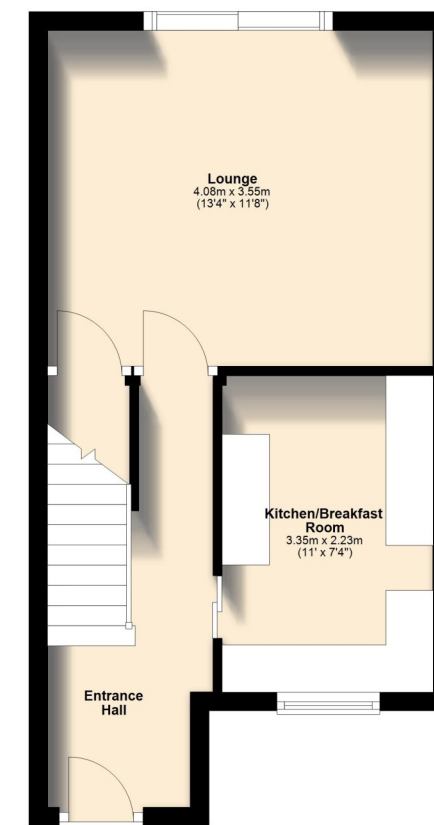 Lounge
4.08m x 3.55m
(13'4" x 11'8")
Kitchen/Breakfast
Room
3.35m x 2.23m
(11' x 7'4")
Entrance
Hall